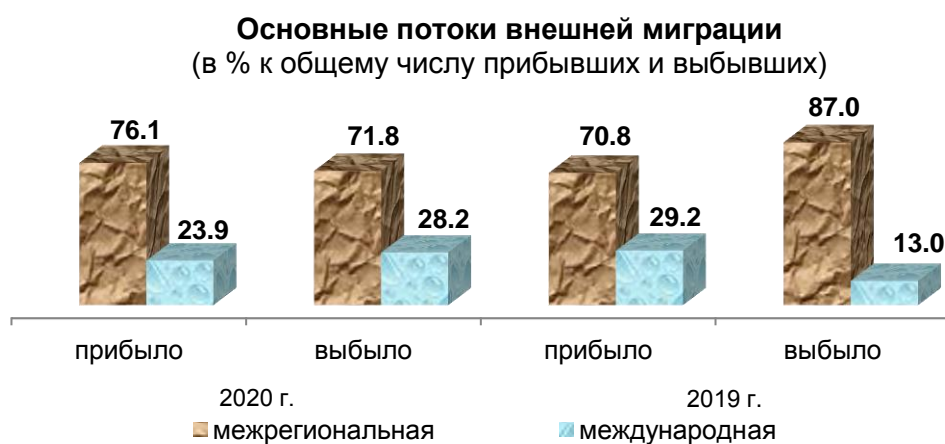 Основные потоки внешней миграции
(в % к общему числу прибывших и выбывших)
76.1
23.9
71.8
28.2
70.8
29.2
87.0
13.0
прибыло выбыло прибыло выбыло
2020 г. 2019 г.
межрегиональная международная